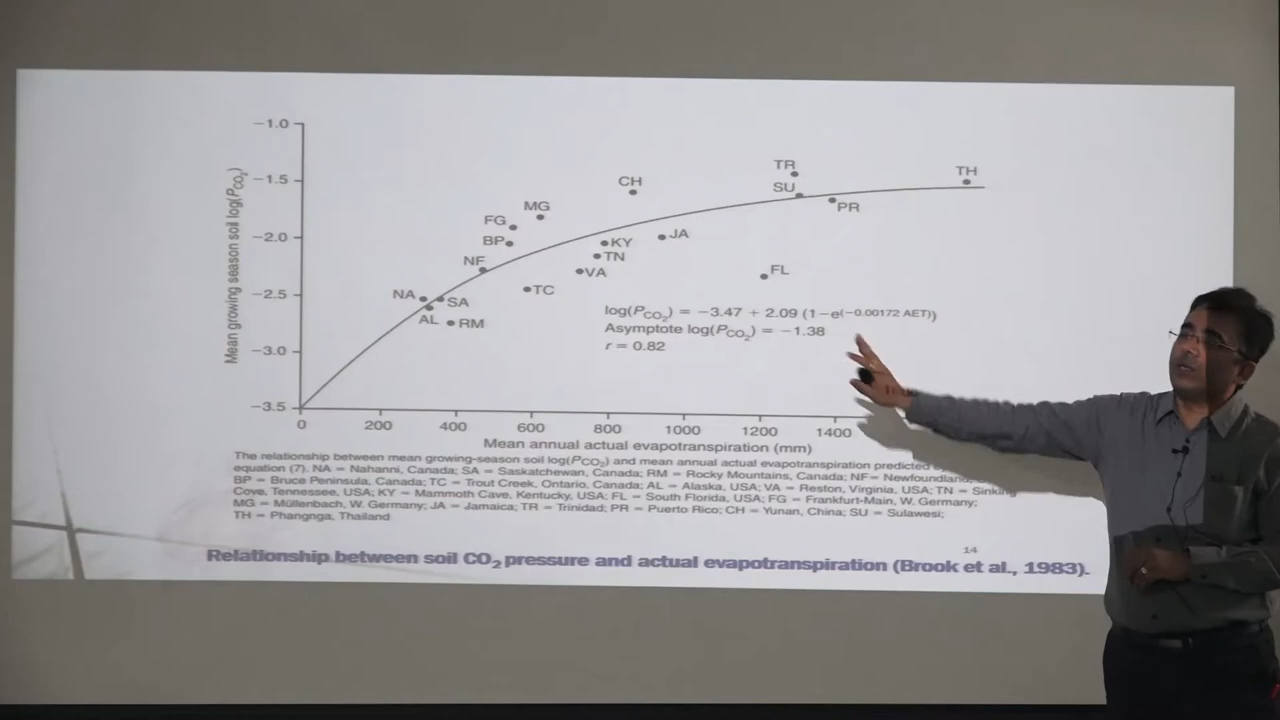 −1.0
−1.5
−2.0
−2.5
−3.0
−3.5
Mean growing season soil log(PCO₂)
TR
TH
CH
SU
MG
PR
FG
JA
BP
KY
TN
NF
VA
FL
TC
NA
SA
AL
RM
log(PCO₂) = −3.47 + 2.09 (1−e(−0.00172 AET))
Asymptote log(PCO₂) = −1.38
r = 0.82
0 200 400 600 800 1000 1200 1400
Mean annual actual evapotranspiration (mm)
The relationship between mean growing-season soil log(PCO₂) and mean annual actual evapotranspiration predicted
equation (7). NA = Nahanni, Canada; SA = Saskatchewan, Canada; RM = Rocky Mountains, Canada; NF= Newfoundland,
BP = Bruce Peninsula, Canada; TC = Trout Creek, Ontario, Canada; AL = Alaska, USA; VA = Reston, Virginia, USA; TN = Sinking
Cove, Tennessee, USA; KY = Mammoth Cave, Kentucky, USA; FL = South Florida, USA; FG = Frankfurt-Main, W. Germany;
MG = Müllenbach, W. Germany; JA = Jamaica; TR = Trinidad; PR = Puerto Rico; CH = Yunan, China; SU = Sulawesi;
TH = Phangnga, Thailand
14
Relationship between soil CO₂ pressure and actual evapotranspiration (Brook et al., 1983).